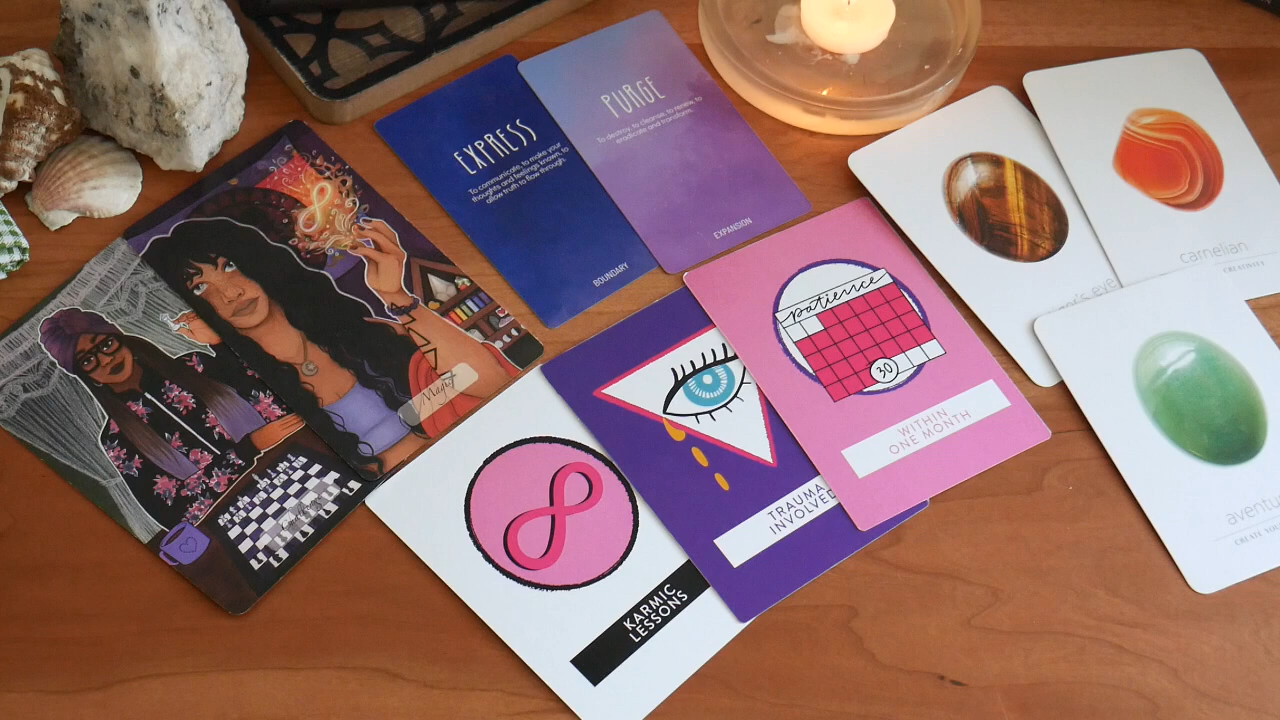 EXPRESS
To communicate, to make your
thoughts and feelings known, to
allow truth to flow through.
BOUNDARY
PURGE
To destroy, to cleanse, to renew, to
eradicate and transform.
EXPANSION
Magic
patience
30
WITHIN
ONE MONTH
TRAUMA
INVOLVED
KARMIC
LESSONS
carnelian
CREATIVITY
eye
aventu
CREATE